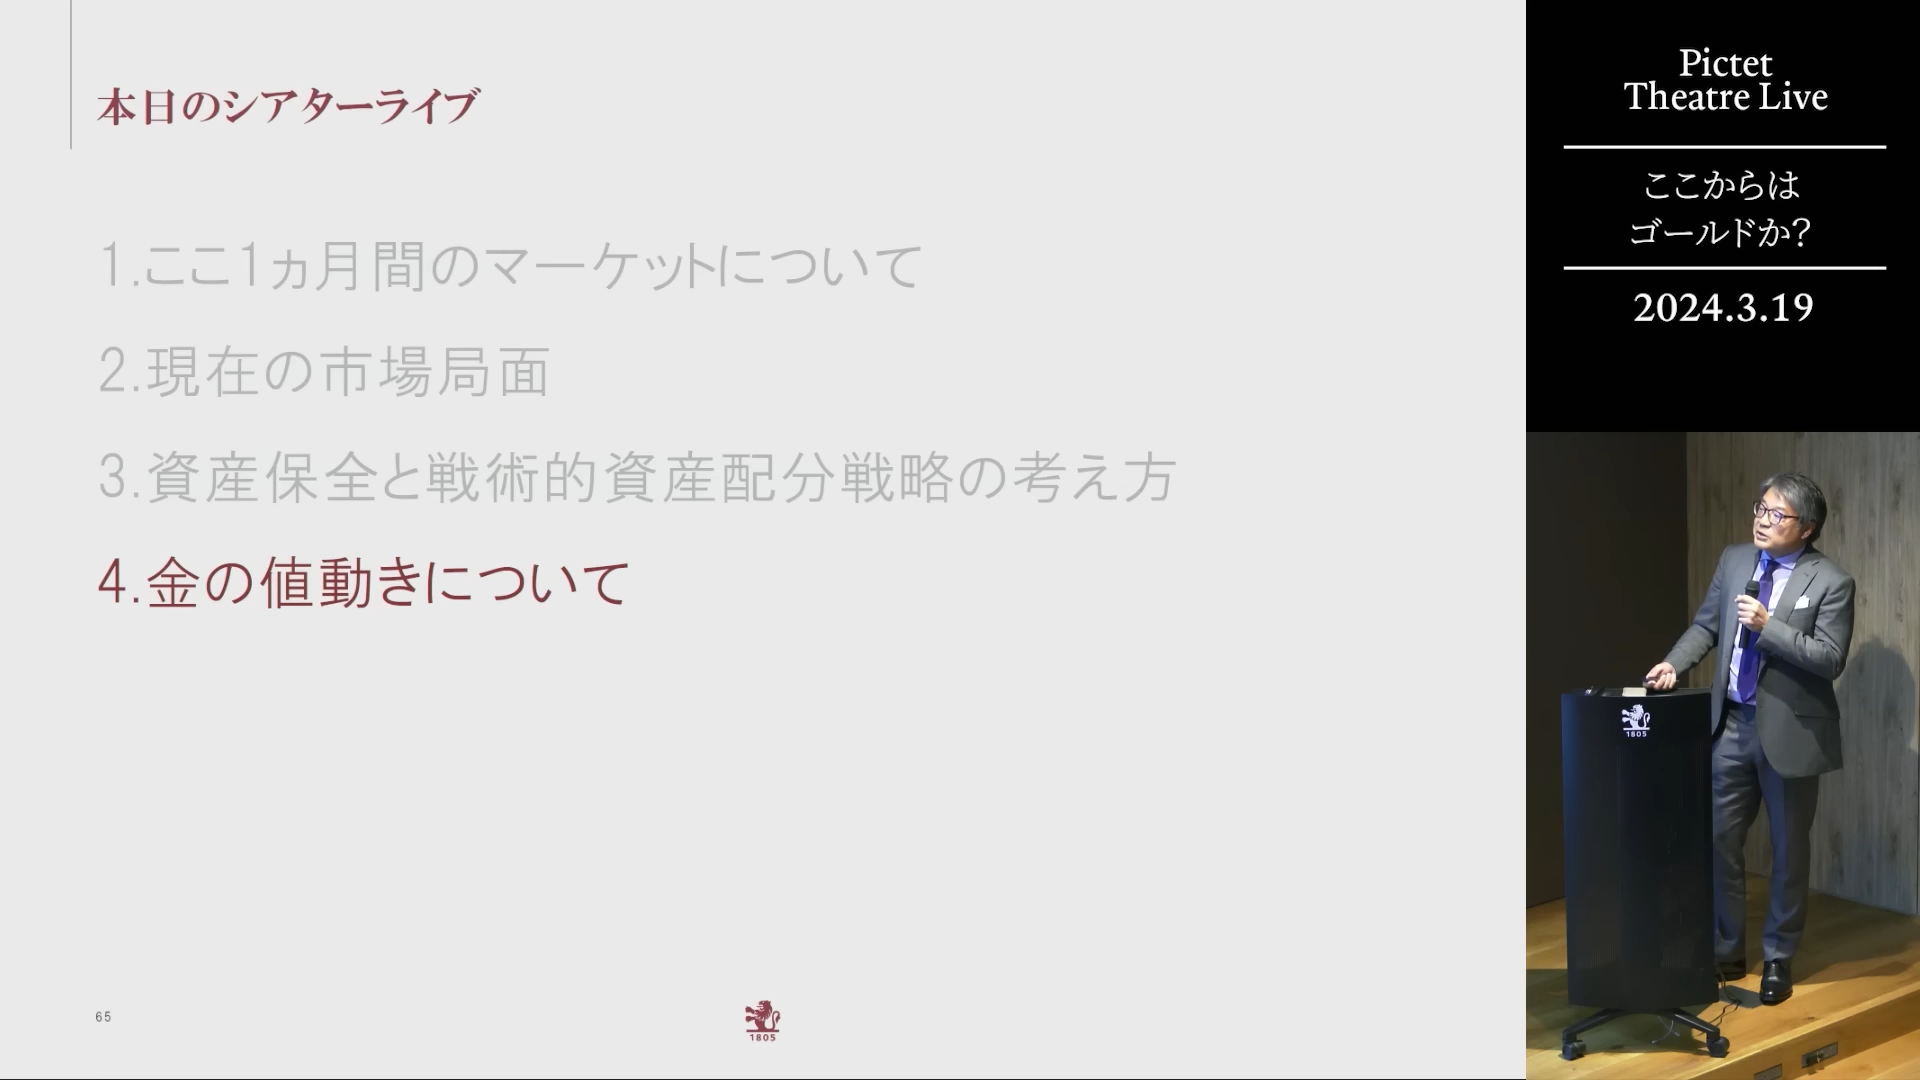 本日のシアターライブ
1.ここ1ヵ月間のマーケットについて
2.現在の市場局面
3.資産保全と戦術的資産配分戦略の考え方
4.金の値動きについて
65
1805
Pictet
Theatre Live
ここからは
ゴールドか？
2024.3.19
1805